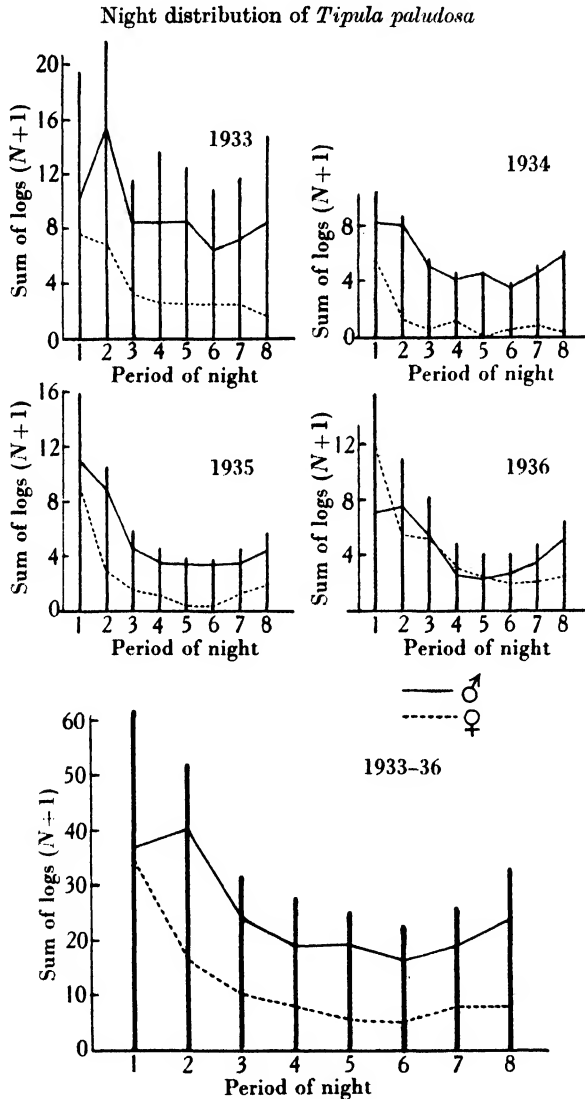 Night distribution of Tipula paludosa
Sum of logs (N+1)
20
16
12
8
4
0
1933
1 2 3 4 5 6 7 8
Period of night
Sum of logs (N+1)
8
4
0
1934
1 2 3 4 5 6 7 8
Period of night
Sum of logs (N+1)
16
12
8
4
0
1935
1 2 3 4 5 6 7 8
Period of night
Sum of logs (N+1)
12
8
4
1936
1 2 3 4 5 6 7 8
Period of night
♂
♀
Sum of logs (N+1)
60
50
40
30
20
10
0
1933-36
1 2 3 4 5 6 7 8
Period of night